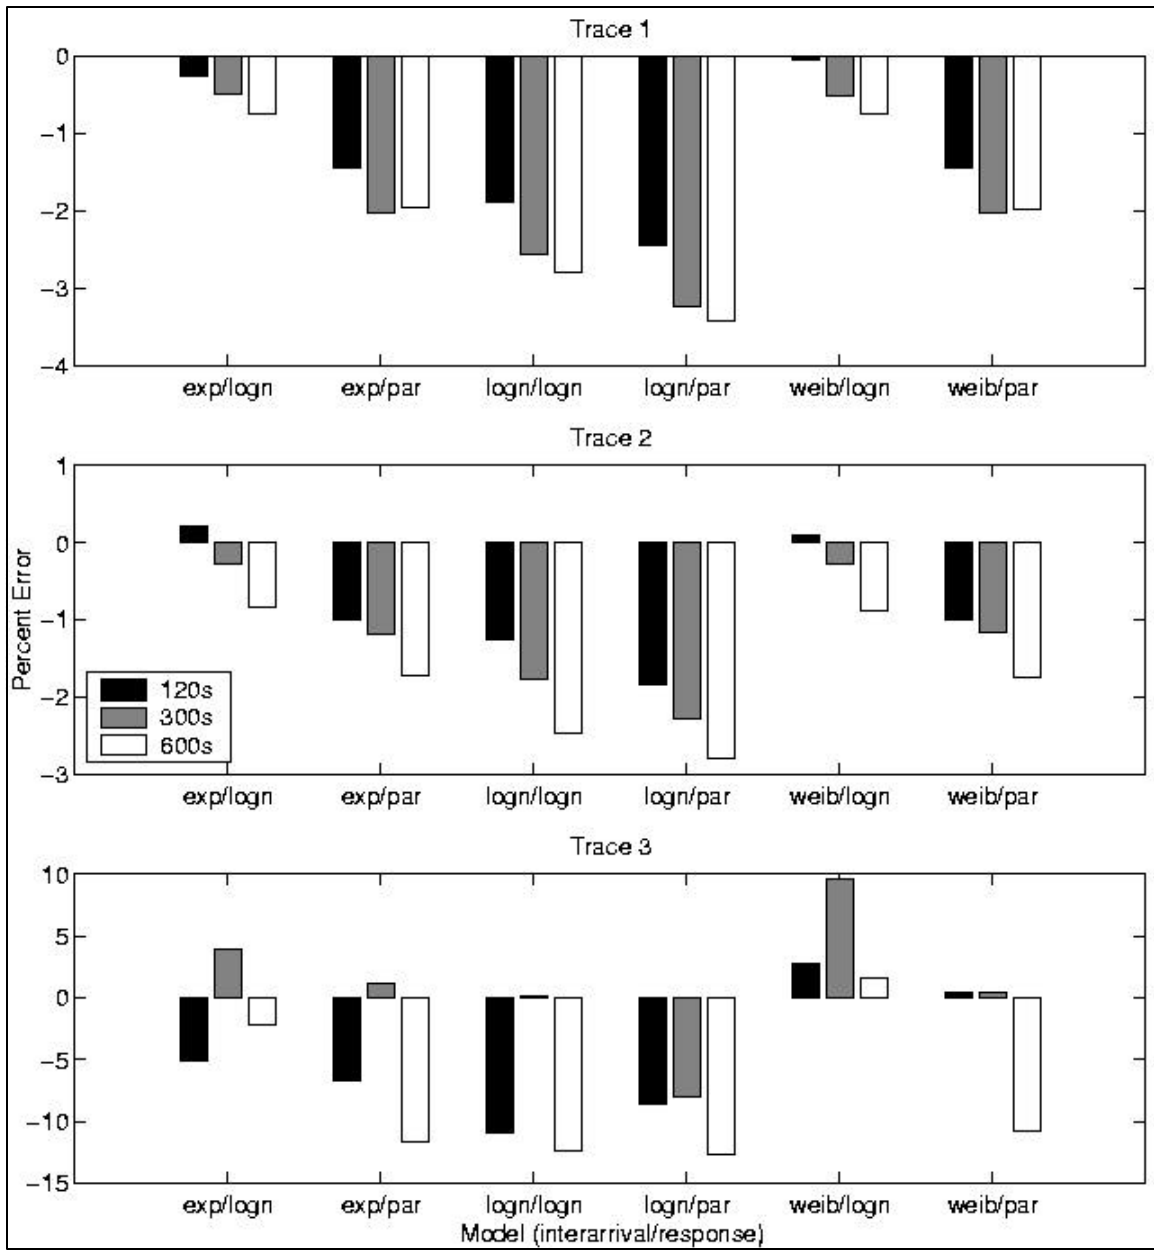 Trace 1
0
−1
−2
−3
−4
exp/logn exp/par logn/logn logn/par weib/logn weib/par
Trace 2
1
0
−1
−2
−3
Percent Error
120s
300s
600s
exp/logn exp/par logn/logn logn/par weib/logn weib/par
Trace 3
10
5
0
−5
−10
−15
exp/logn exp/par logn/logn logn/par weib/logn weib/par
Model (interarrival/response)